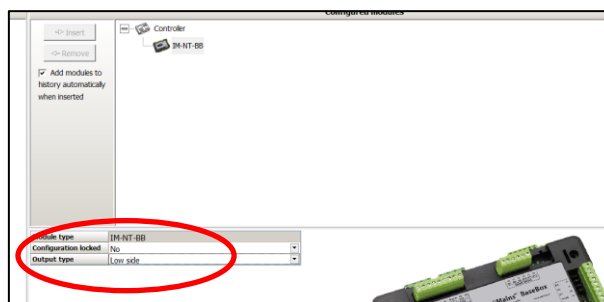 Configured modules
Insert
Controller
IM-NT-BB
Remove
Add modules to
history automatically
when inserted
Module type IM-NT-BB
Configuration locked No
Output type Low side
"Mains" BaseBox